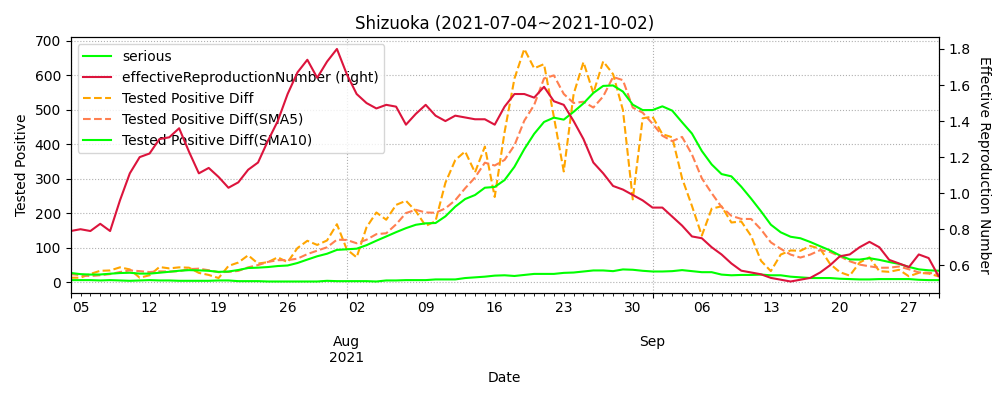 Shizuoka (2021-07-04~2021-10-02)
serious
effectiveReproductionNumber (right)
Tested Positive Diff
Tested Positive Diff(SMA5)
Tested Positive Diff(SMA10)
Tested Positive
700
600
500
400
300
200
100
0
1.8
1.6
1.4
1.2
1.0
0.8
0.6
Effective Reproduction Number
05 12 19 26 02 09 16 23 30 06 13 20 27
Aug Sep
2021
Date